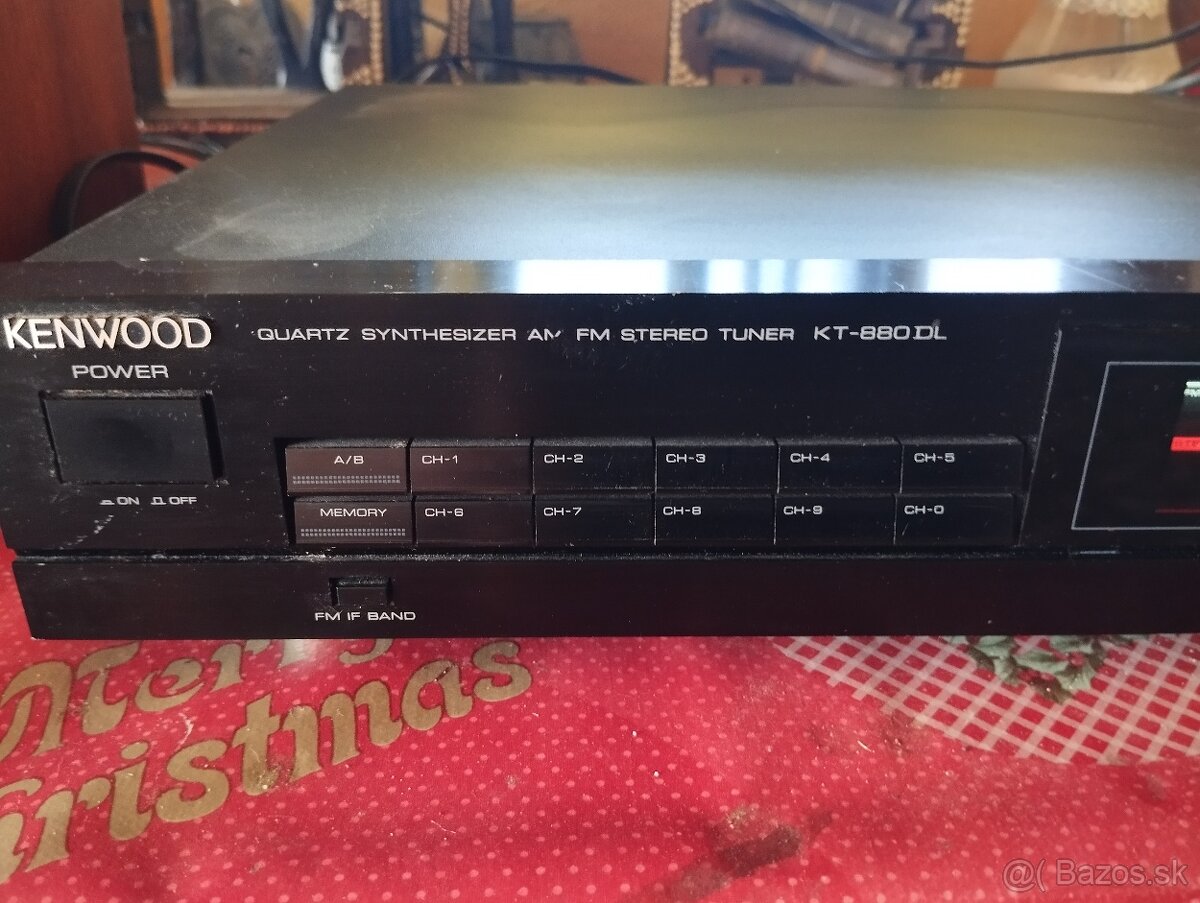 KENWOOD
QUARTZ SYNTHESIZER AM FM STEREO TUNER KT-880DL
POWER
ON OFF
A/B CH-1 CH-2 CH-3 CH-4 CH-5
MEMORY CH-6 CH-7 CH-8 CH-9 CH-0
FM IF BAND
Merry
Christmas
@( Bazos.sk